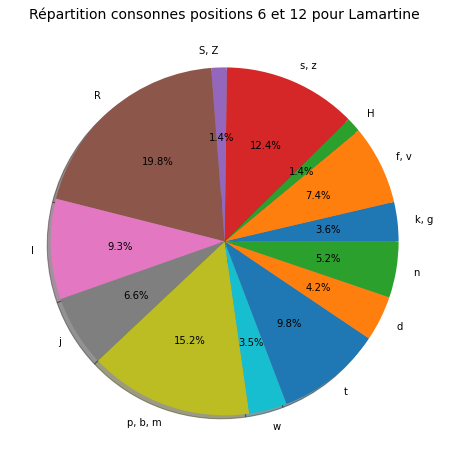 Répartition consonnes positions 6 et 12 pour Lamartine
S, Z
s, z
R
H
f, v
k, g
n
d
t
w
p, b, m
j
l
1.4%
12.4%
19.8%
1.4%
7.4%
3.6%
5.2%
4.2%
9.8%
3.5%
15.2%
6.6%
9.3%